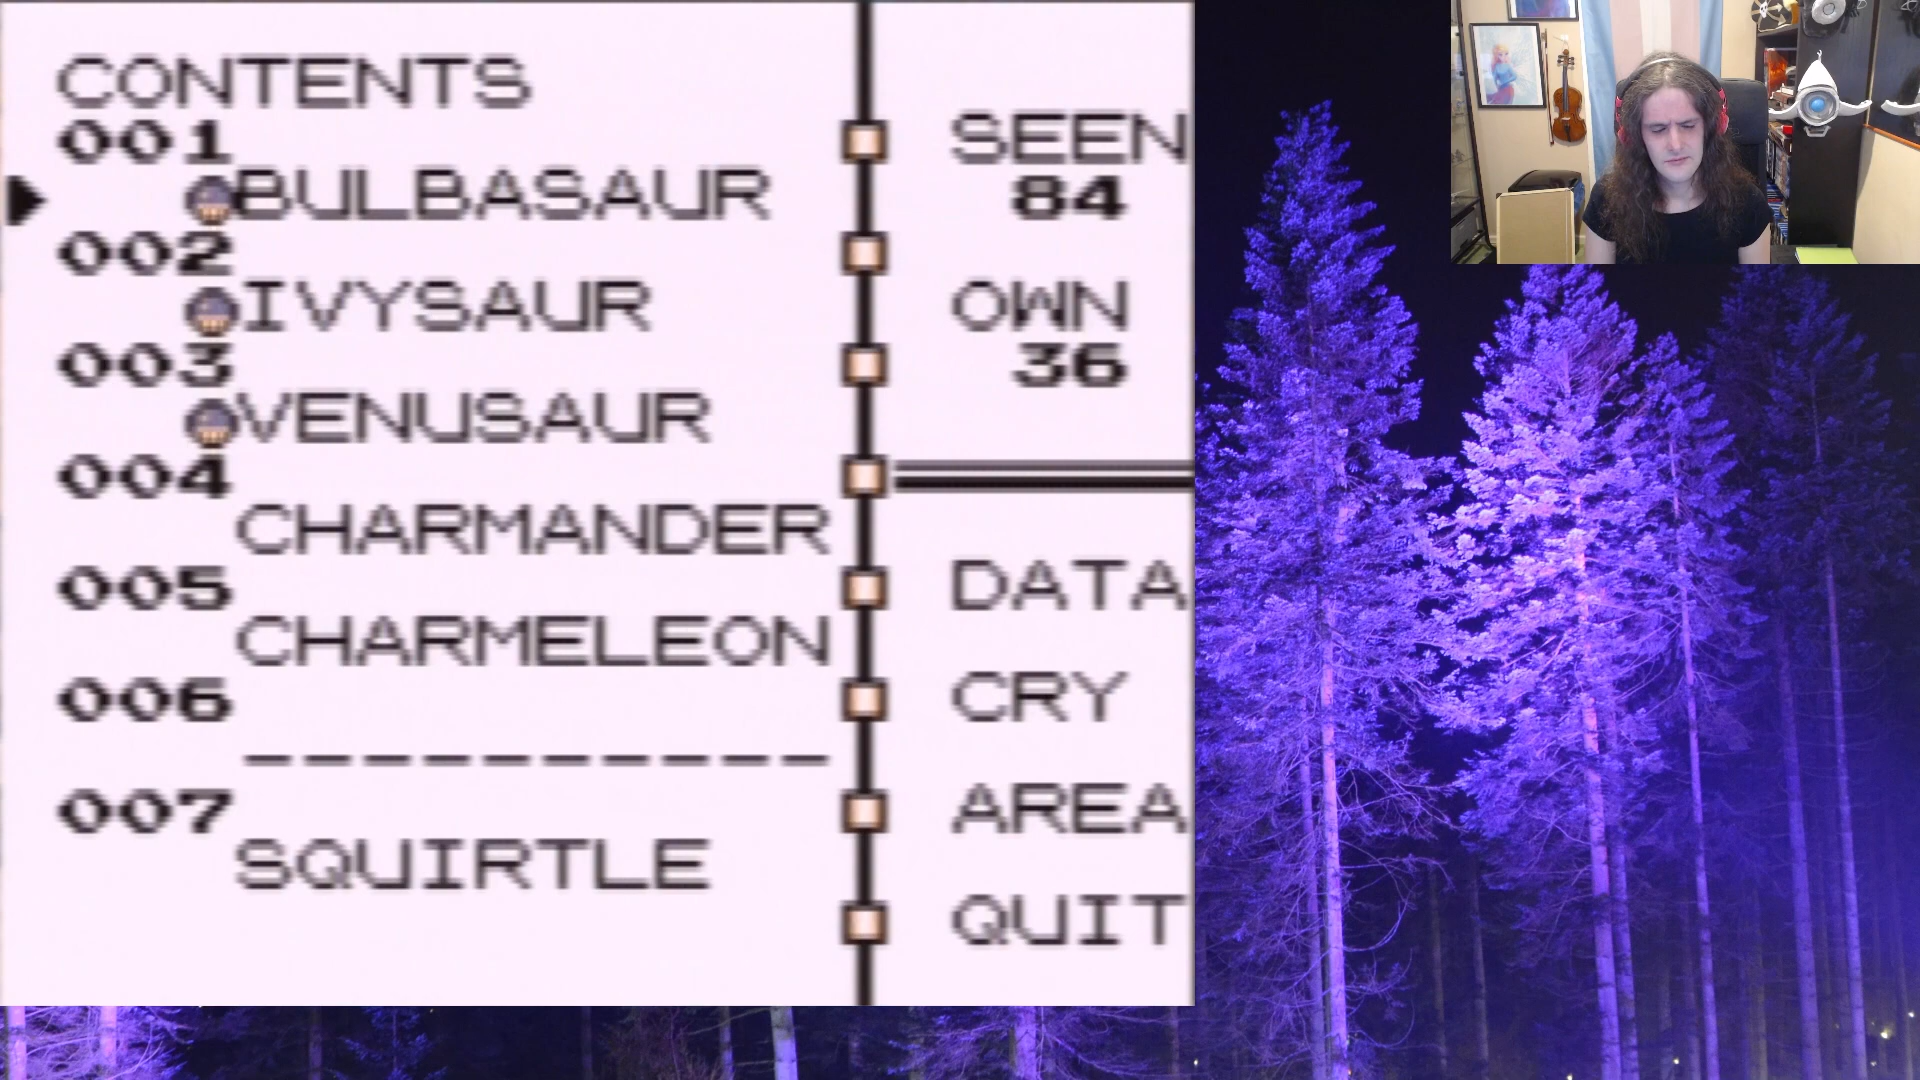 CONTENTS
001
BULBASAUR
002
IVYSAUR
003
VENUSAUR
004
CHARMANDER
005
CHARMELEON
006
----------
007
SQUIRTLE
SEEN
84
OWN
36
DATA
CRY
AREA
QUIT